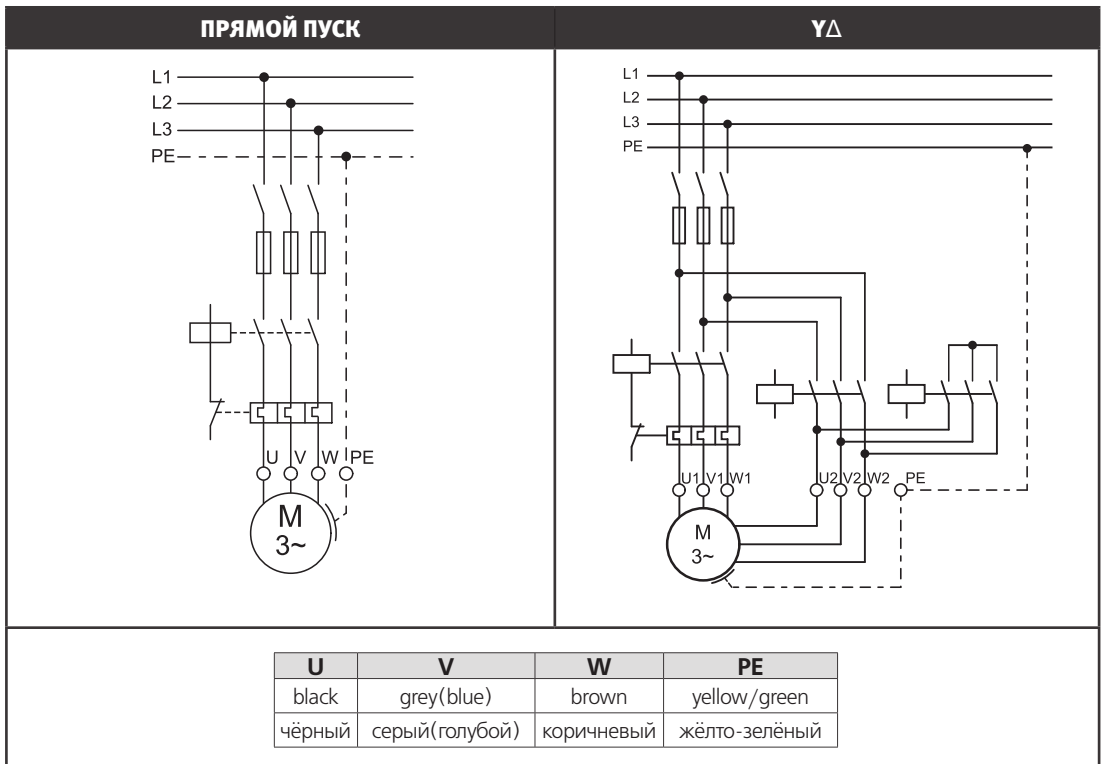 ПРЯМОЙ ПУСК
YΔ
L1
L2
L3
PE
U V W PE
M
3~
L1
L2
L3
PE
U1 V1 W1 U2 V2 W2 PE
M
3~
U V W PE
black grey(blue) brown yellow/green
чёрный серый(голубой) коричневый жёлто-зелёный